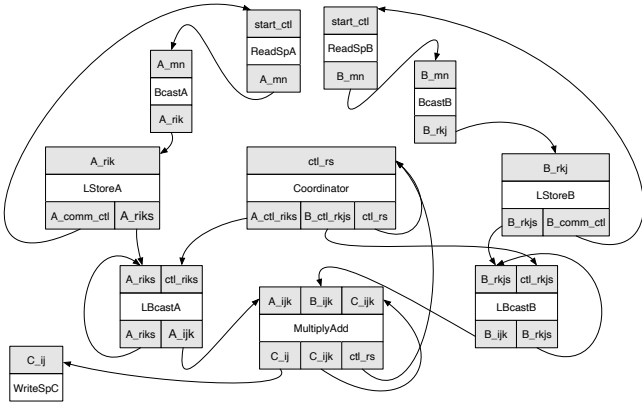 start_ctl
ReadSpA
A_mn
start_ctl
ReadSpB
B_mn
A_mn
BcastA
A_rik
B_mn
BcastB
B_rkj
A_rik
LStoreA
A_comm_ctl A_riks
ctl_rs
Coordinator
A_ctl_riks B_ctl_rkjs ctl_rs
B_rkj
LStoreB
B_rkjs B_comm_ctl
A_riks ctl_riks
LBcastA
A_riks A_ijk
A_ijk B_ijk C_ijk
MultiplyAdd
C_ij C_ijk ctl_rs
B_rkjs ctl_rkjs
LBcastB
B_ijk B_rkjs
C_ij
WriteSpC